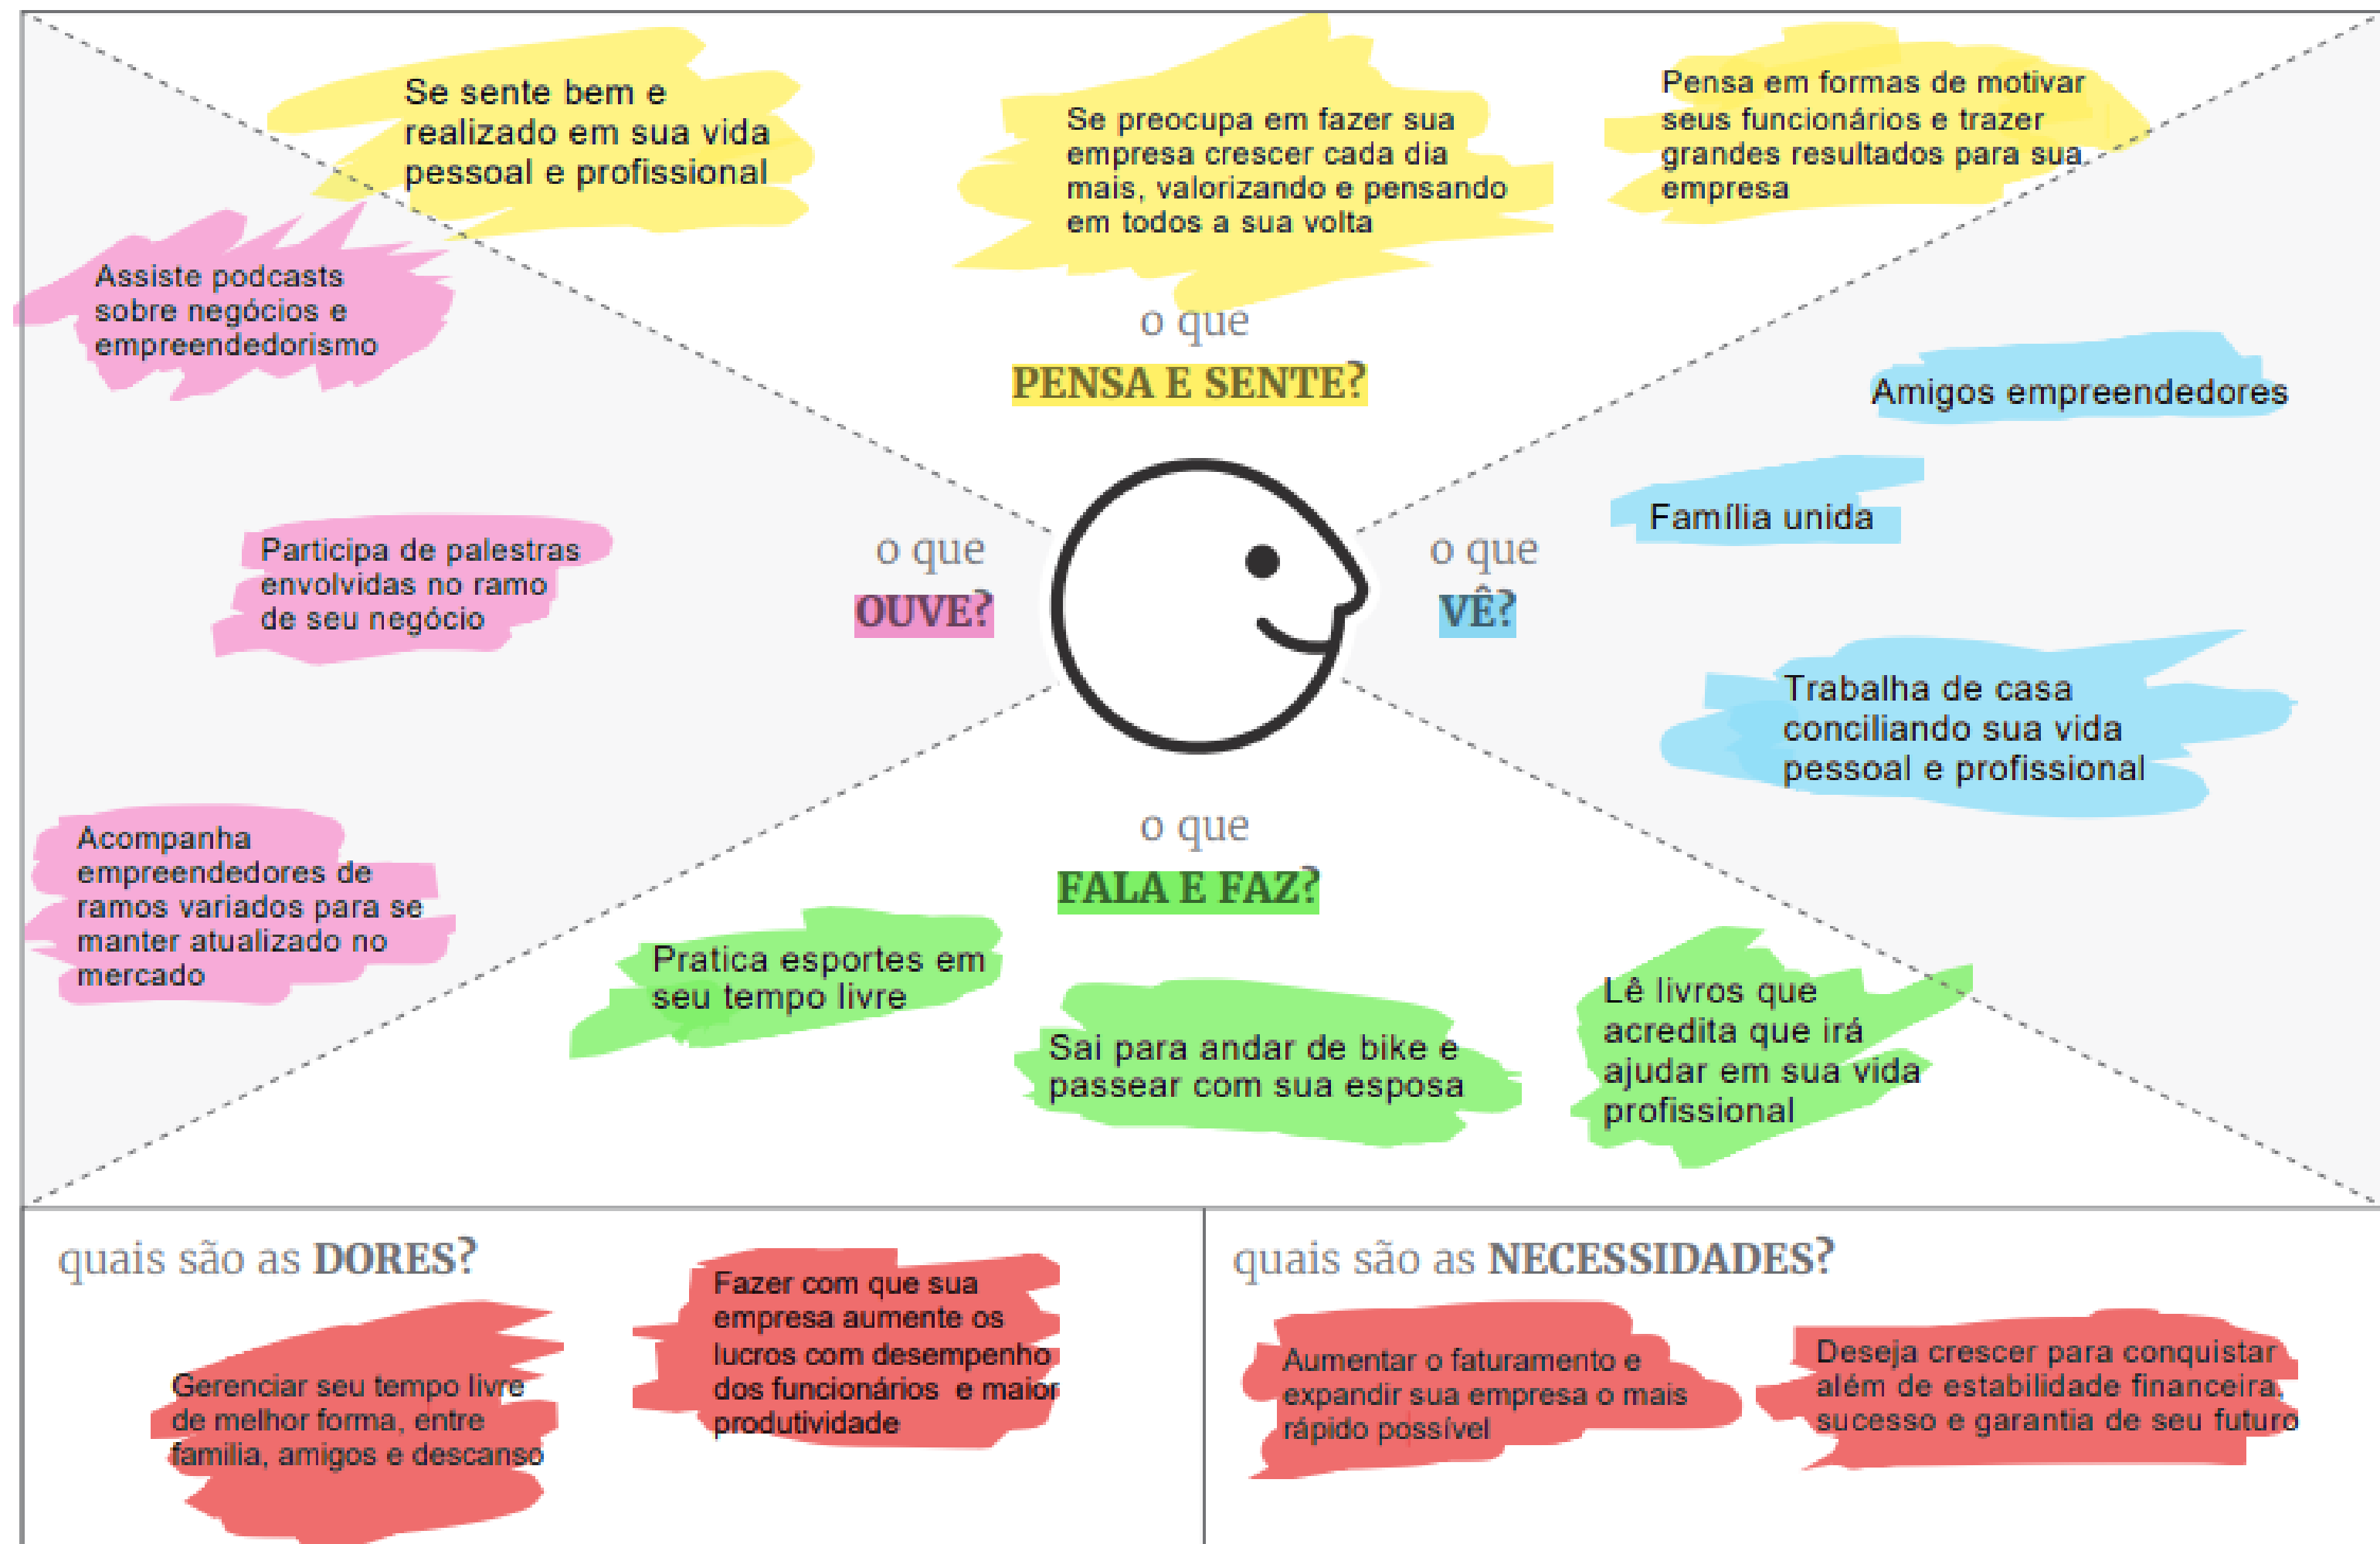 Se sente bem e
realizado em sua vida
pessoal e profissional
Se preocupa em fazer sua
empresa crescer cada dia
mais, valorizando e pensando
em todos a sua volta
Pensa em formas de motivar
seus funcionários e trazer
grandes resultados para sua
empresa
o que
PENSA E SENTE?
Assiste podcasts
sobre negócios e
empreendedorismo
Participa de palestras
envolvidas no ramo
de seu negócio
Acompanha
empreendedores de
ramos variados para se
manter atualizado no
mercado
o que
OUVE?
o que
VÊ?
Amigos empreendedores
Família unida
Trabalha de casa
conciliando sua vida
pessoal e profissional
o que
FALA E FAZ?
Pratica esportes em
seu tempo livre
Sai para andar de bike e
passear com sua esposa
Lê livros que
acredita que irá
ajudar em sua vida
profissional
quais são as DORES?
Gerenciar seu tempo livre
de melhor forma, entre
familia, amigos e descanso
Fazer com que sua
empresa aumente os
lucros com desempenho
dos funcionários e maior
produtividade
quais são as NECESSIDADES?
Aumentar o faturamento e
expandir sua empresa o mais
rápido possível
Deseja crescer para conquistar
além de estabilidade financeira,
sucesso e garantia de seu futuro